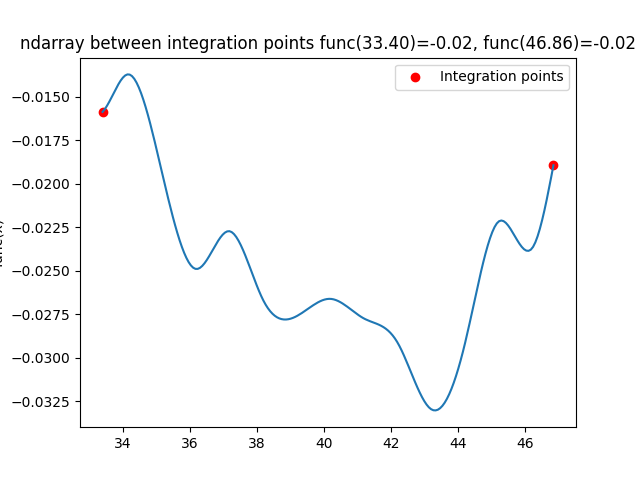 ndarray between integration points func(33.40)=-0.02, func(46.86)=-0.02
Integration points
−0.0150
−0.0175
−0.0200
−0.0225
−0.0250
−0.0275
−0.0300
−0.0325
34 36 38 40 42 44 46